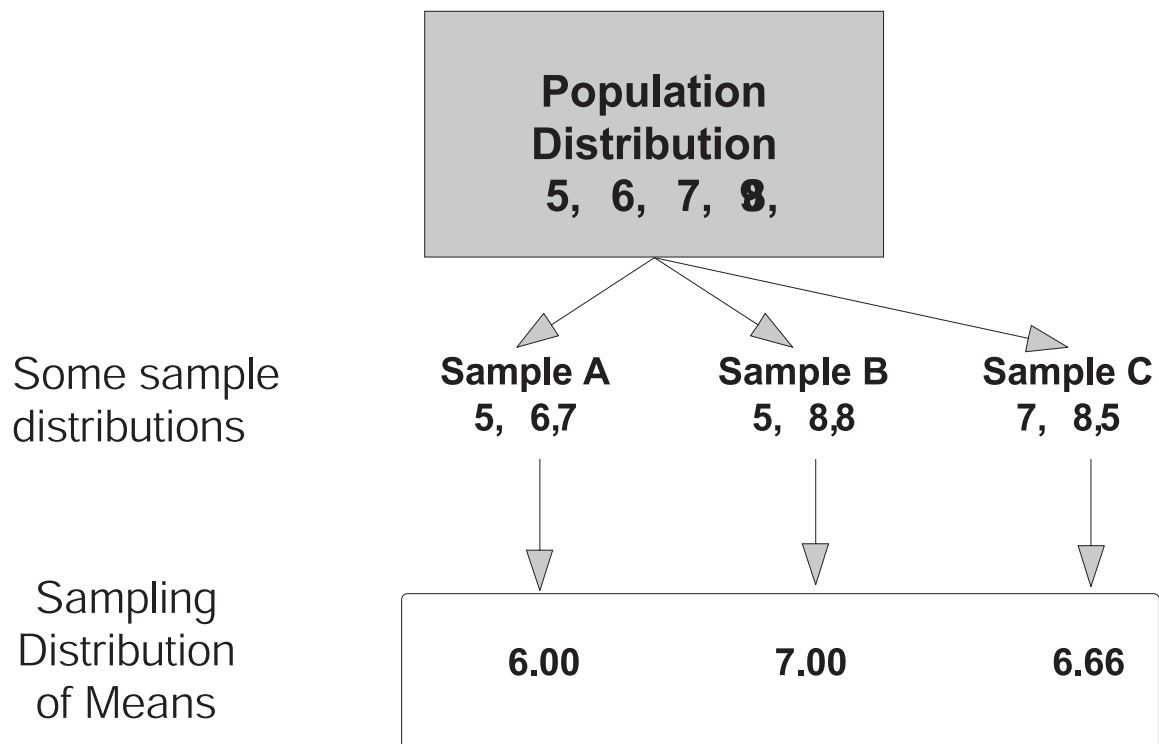 Population
Distribution
5, 6, 7,
Some sample
distributions
Sample A
5, 6,7
Sample B
5, 8,8
Sample C
7, 8,5
Sampling
Distribution
of Means
6.00
7.00
6.66